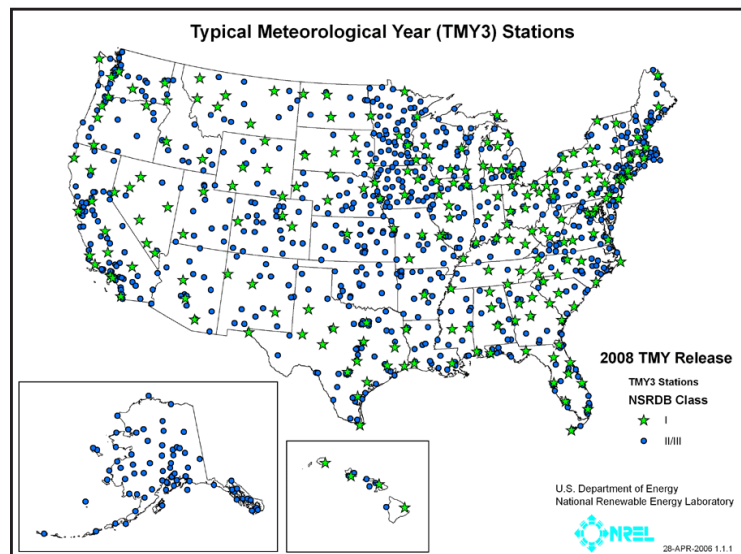 Typical Meteorological Year (TMY3) Stations
2008 TMY Release
TMY3 Stations
NSRDB Class
I
II/III
U.S. Department of Energy
National Renewable Energy Laboratory
NREL
28-APR-2006 1.1.1